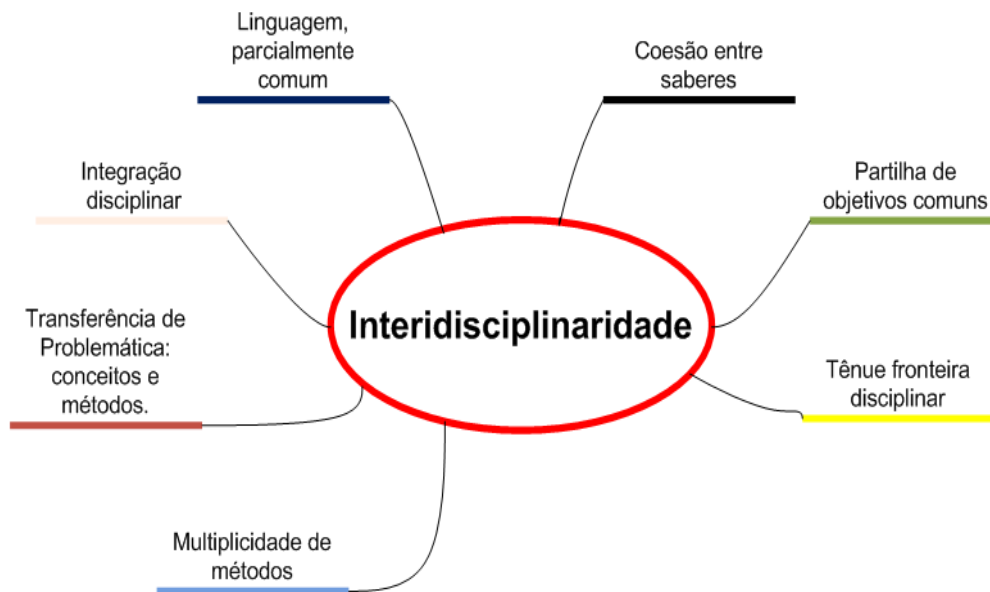 Linguagem,
parcialmente
comum
Coesão entre
saberes
Integração
disciplinar
Partilha de
objetivos comuns
Interidisciplinaridade
Transferência de
Problemática:
conceitos e
métodos.
Tênue fronteira
disciplinar
Multiplicidade de
métodos